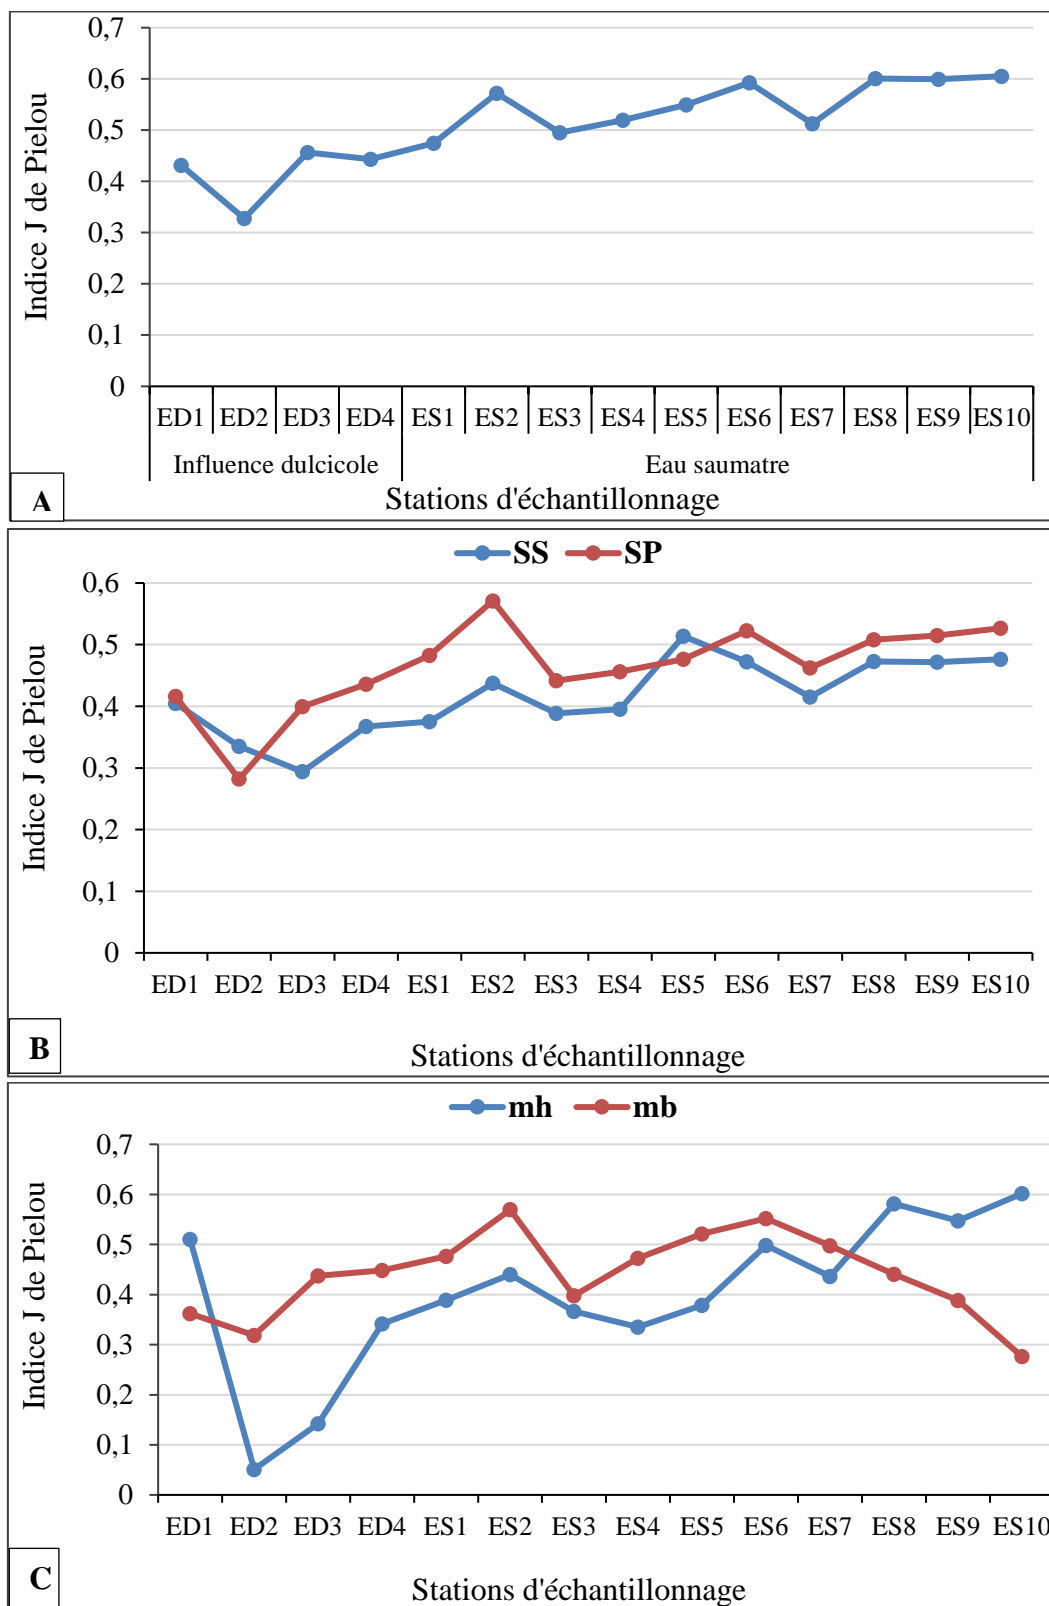 0,7
0,6
0,5
0,4
0,3
0,2
0,1
0
Indice J de Pielou
ED1 ED2 ED3 ED4 ES1 ES2 ES3 ES4 ES5 ES6 ES7 ES8 ES9 ES10
Influence dulcicole Eau saumatre
Stations d'échantillonnage
A
SS SP
0,6
0,5
0,4
0,3
0,2
0,1
0
Indice J de Pielou
ED1 ED2 ED3 ED4 ES1 ES2 ES3 ES4 ES5 ES6 ES7 ES8 ES9 ES10
Stations d'échantillonnage
B
mh mb
0,7
0,6
0,5
0,4
0,3
0,2
0,1
0
Indice J de Pielou
ED1 ED2 ED3 ED4 ES1 ES2 ES3 ES4 ES5 ES6 ES7 ES8 ES9 ES10
Stations d'échantillonnage
C